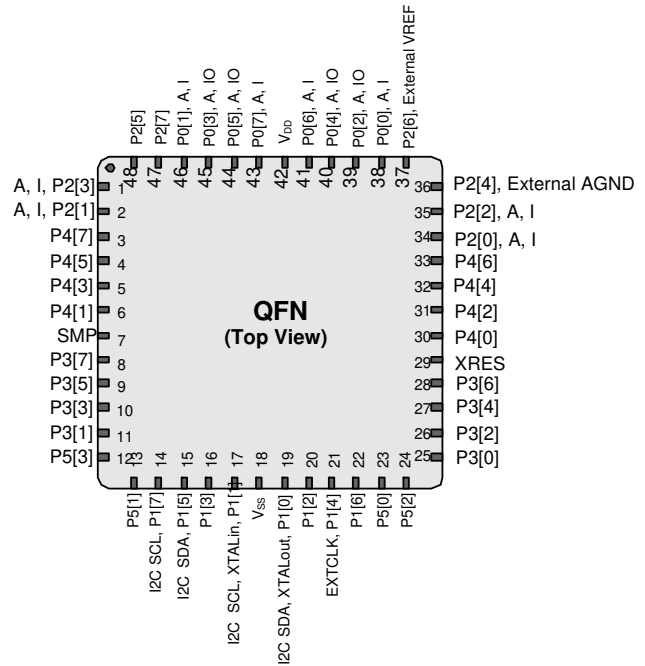 P2[5]
P2[7]
P0[1], A, I
P0[3], A, IO
P0[5], A, IO
P0[7], A, I
VDD
P0[6], A, I
P0[4], A, IO
P0[2], A, IO
P0[0], A, I
P2[6], External VREF
48
47
46
45
44
43
42
41
40
39
38
37
A, I, P2[3] 1
A, I, P2[1] 2
P4[7] 3
P4[5] 4
P4[3] 5
P4[1] 6
SMP 7
P3[7] 8
P3[5] 9
P3[3] 10
P3[1] 11
P5[3] 12
QFN
(Top View)
36 P2[4], External AGND
35 P2[2], A, I
34 P2[0], A, I
33 P4[6]
32 P4[4]
31 P4[2]
30 P4[0]
29 XRES
28 P3[6]
27 P3[4]
26 P3[2]
25 P3[0]
13
14
15
16
17
18
19
20
21
22
23
24
P5[1]
I2C SCL, P1[7]
I2C SDA, P1[5]
P1[3]
I2C SCL, XTALin, P1[1]
VSS
I2C SDA, XTALout, P1[0]
P1[2]
EXTCLK, P1[4]
P1[6]
P5[0]
P5[2]